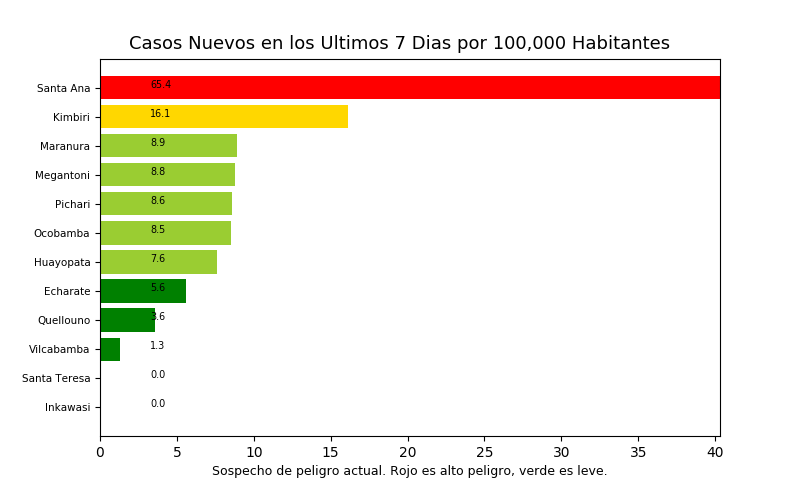 Casos Nuevos en los Ultimos 7 Dias por 100,000 Habitantes
Santa Ana 65.4
Kimbiri 16.1
Maranura 8.9
Megantoni 8.8
Pichari 8.6
Ocobamba 8.5
Huayopata 7.6
Echarate 5.6
Quellouno 3.6
Vilcabamba 1.3
Santa Teresa 0.0
Inkawasi 0.0
0 5 10 15 20 25 30 35 40
Sospecho de peligro actual. Rojo es alto peligro, verde es leve.